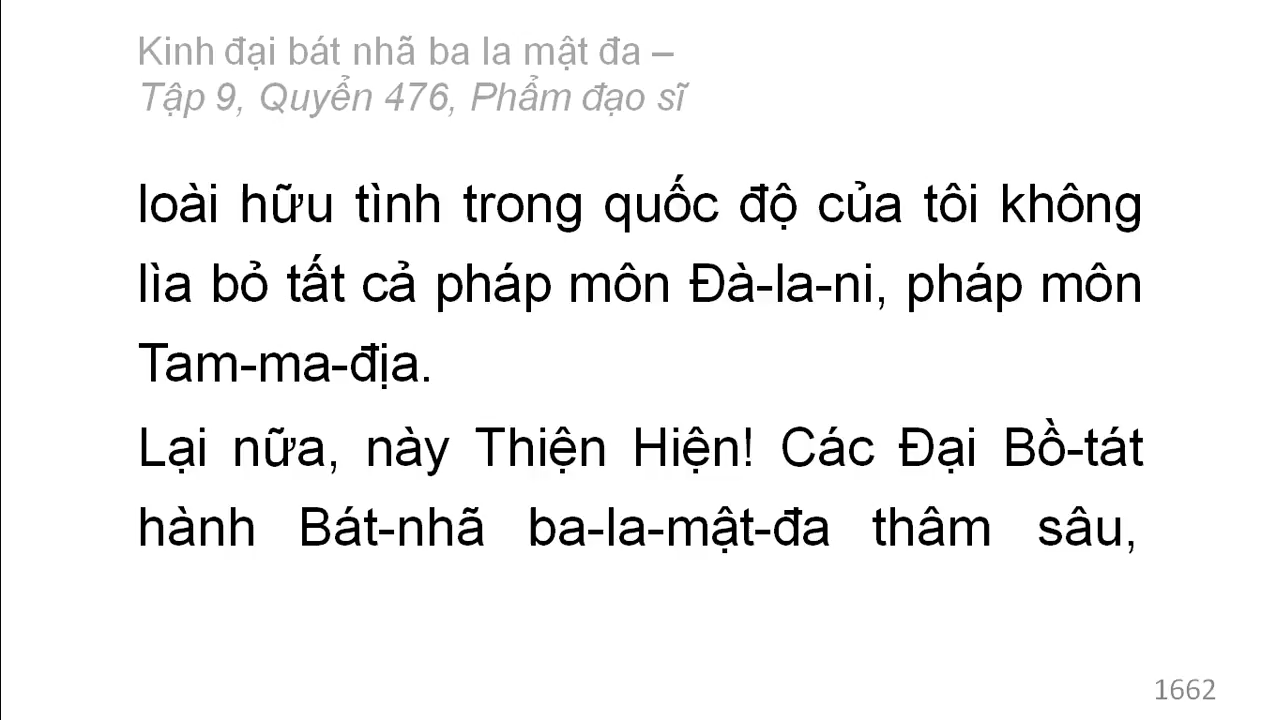 Kinh đại bát nhã ba la mật đa –
Tập 9, Quyển 476, Phẩm đạo sĩ
loài hữu tình trong quốc độ của tôi không
lìa bỏ tất cả pháp môn Đà-la-ni, pháp môn
Tam-ma-địa.
Lại nữa, này Thiện Hiện! Các Đại Bồ-tát
hành Bát-nhã ba-la-mật-đa thâm sâu,
1662